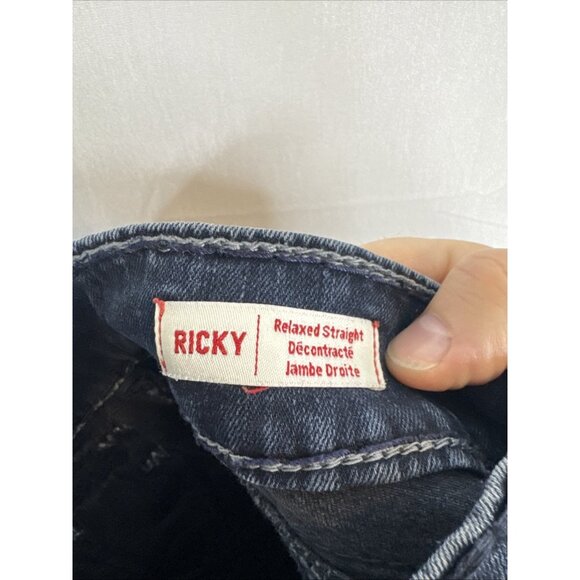 RICKY
Relaxed Straight
Décontracté
Jambe Droite